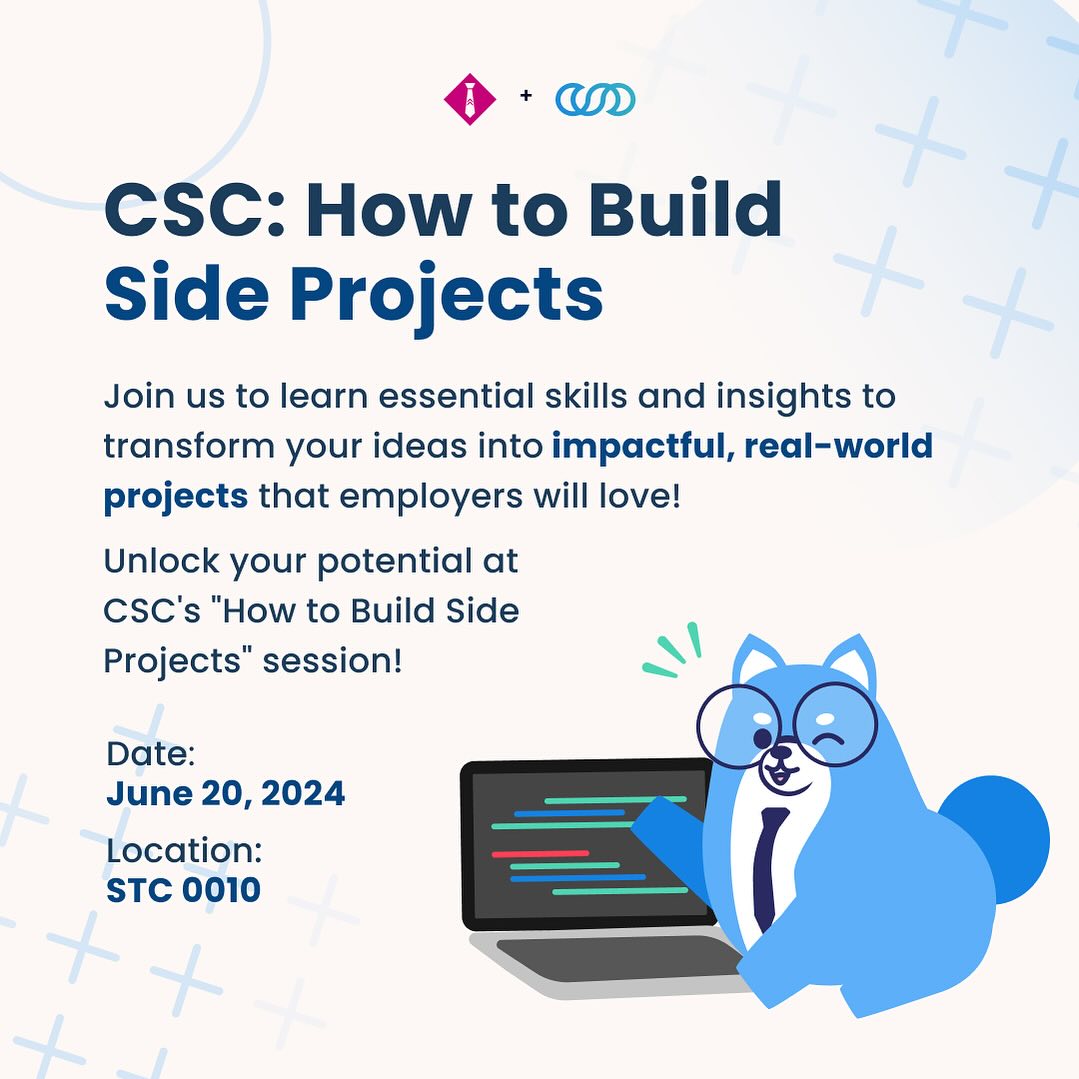 +
CSC: How to Build
Side Projects
Join us to learn essential skills and insights to
transform your ideas into impactful, real-world
projects that employers will love!
Unlock your potential at
CSC's "How to Build Side
Projects" session!
Date:
June 20, 2024
Location:
STC 0010